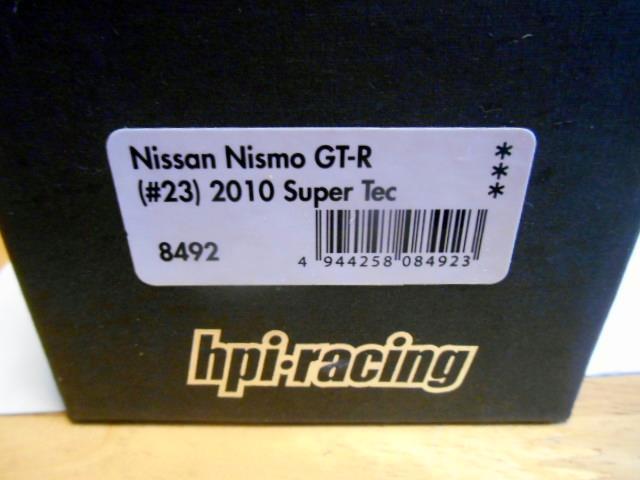 Nissan Nismo GT-R
(#23) 2010 Super Tec
***
8492
4 944258 084923
hpi·racing